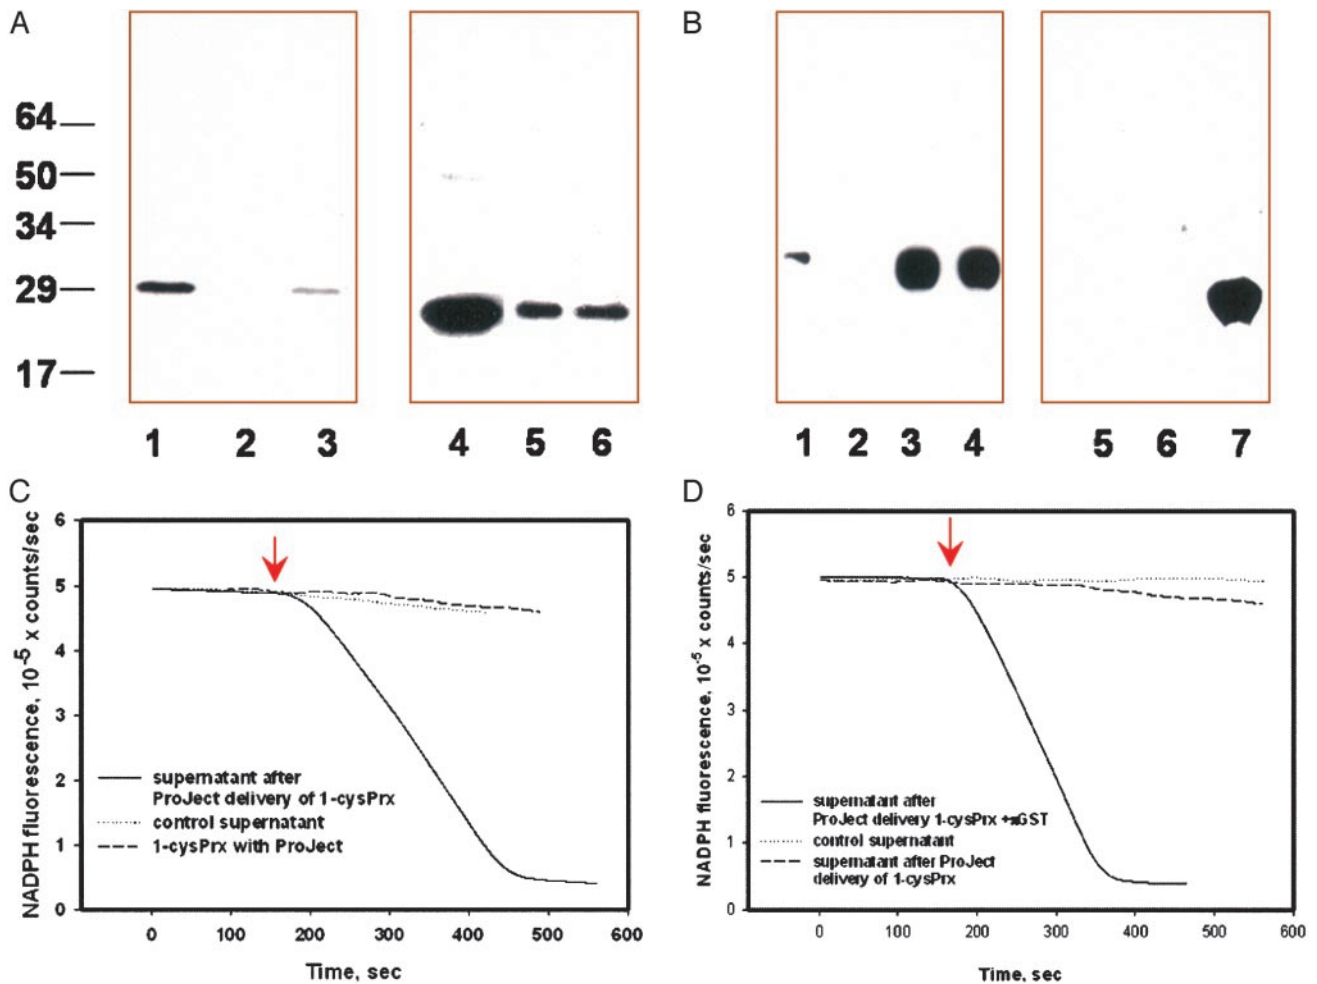 A
B
64
50
34
29
17
1 2 3
4 5 6
1 2 3 4
5 6 7
C
NADPH fluorescence, 10-5 x counts/sec
6
5
4
3
2
1
0
supernatant after
ProJect delivery of 1-cysPrx
control supernatant
1-cysPrx with ProJect
0 100 200 300 400 500 600
Time, sec
D
NADPH fluorescence, 10-5 x counts/sec
6
5
4
3
2
1
0
supernatant after
ProJect delivery 1-cysPrx +πGST
control supernatant
supernatant after ProJect
delivery of 1-cysPrx
0 100 200 300 400 500 600
Time, sec